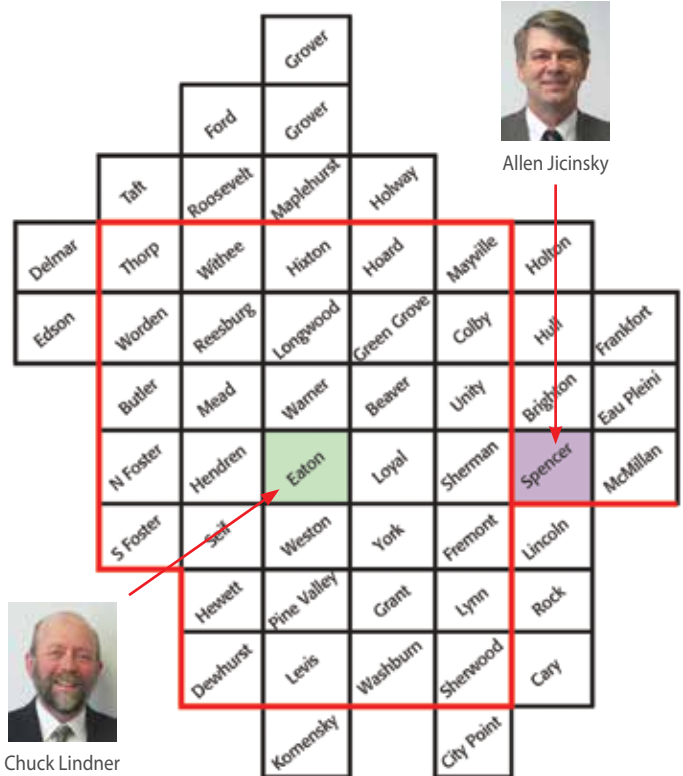 Grover
Ford Grover
Allen Jicinsky
Taft Roosevelt Maplehurst Holway
Delmar Thorp Withee Hixton Hoard Mayville Holton
Edson Worden Reesburg Longwood Green Grove Colby Hull Frankfort
Butler Mead Warner Beaver Unity Brighton Eau Pleini
N Foster Hendren Eaton Loyal Sherman Spencer McMillan
S Foster Seif Weston York Fremont Lincoln
Hewett Pine Valley Grant Lynn Rock
Dewhurst Levis Washburn Sherwood Cary
Komensky City Point
Chuck Lindner